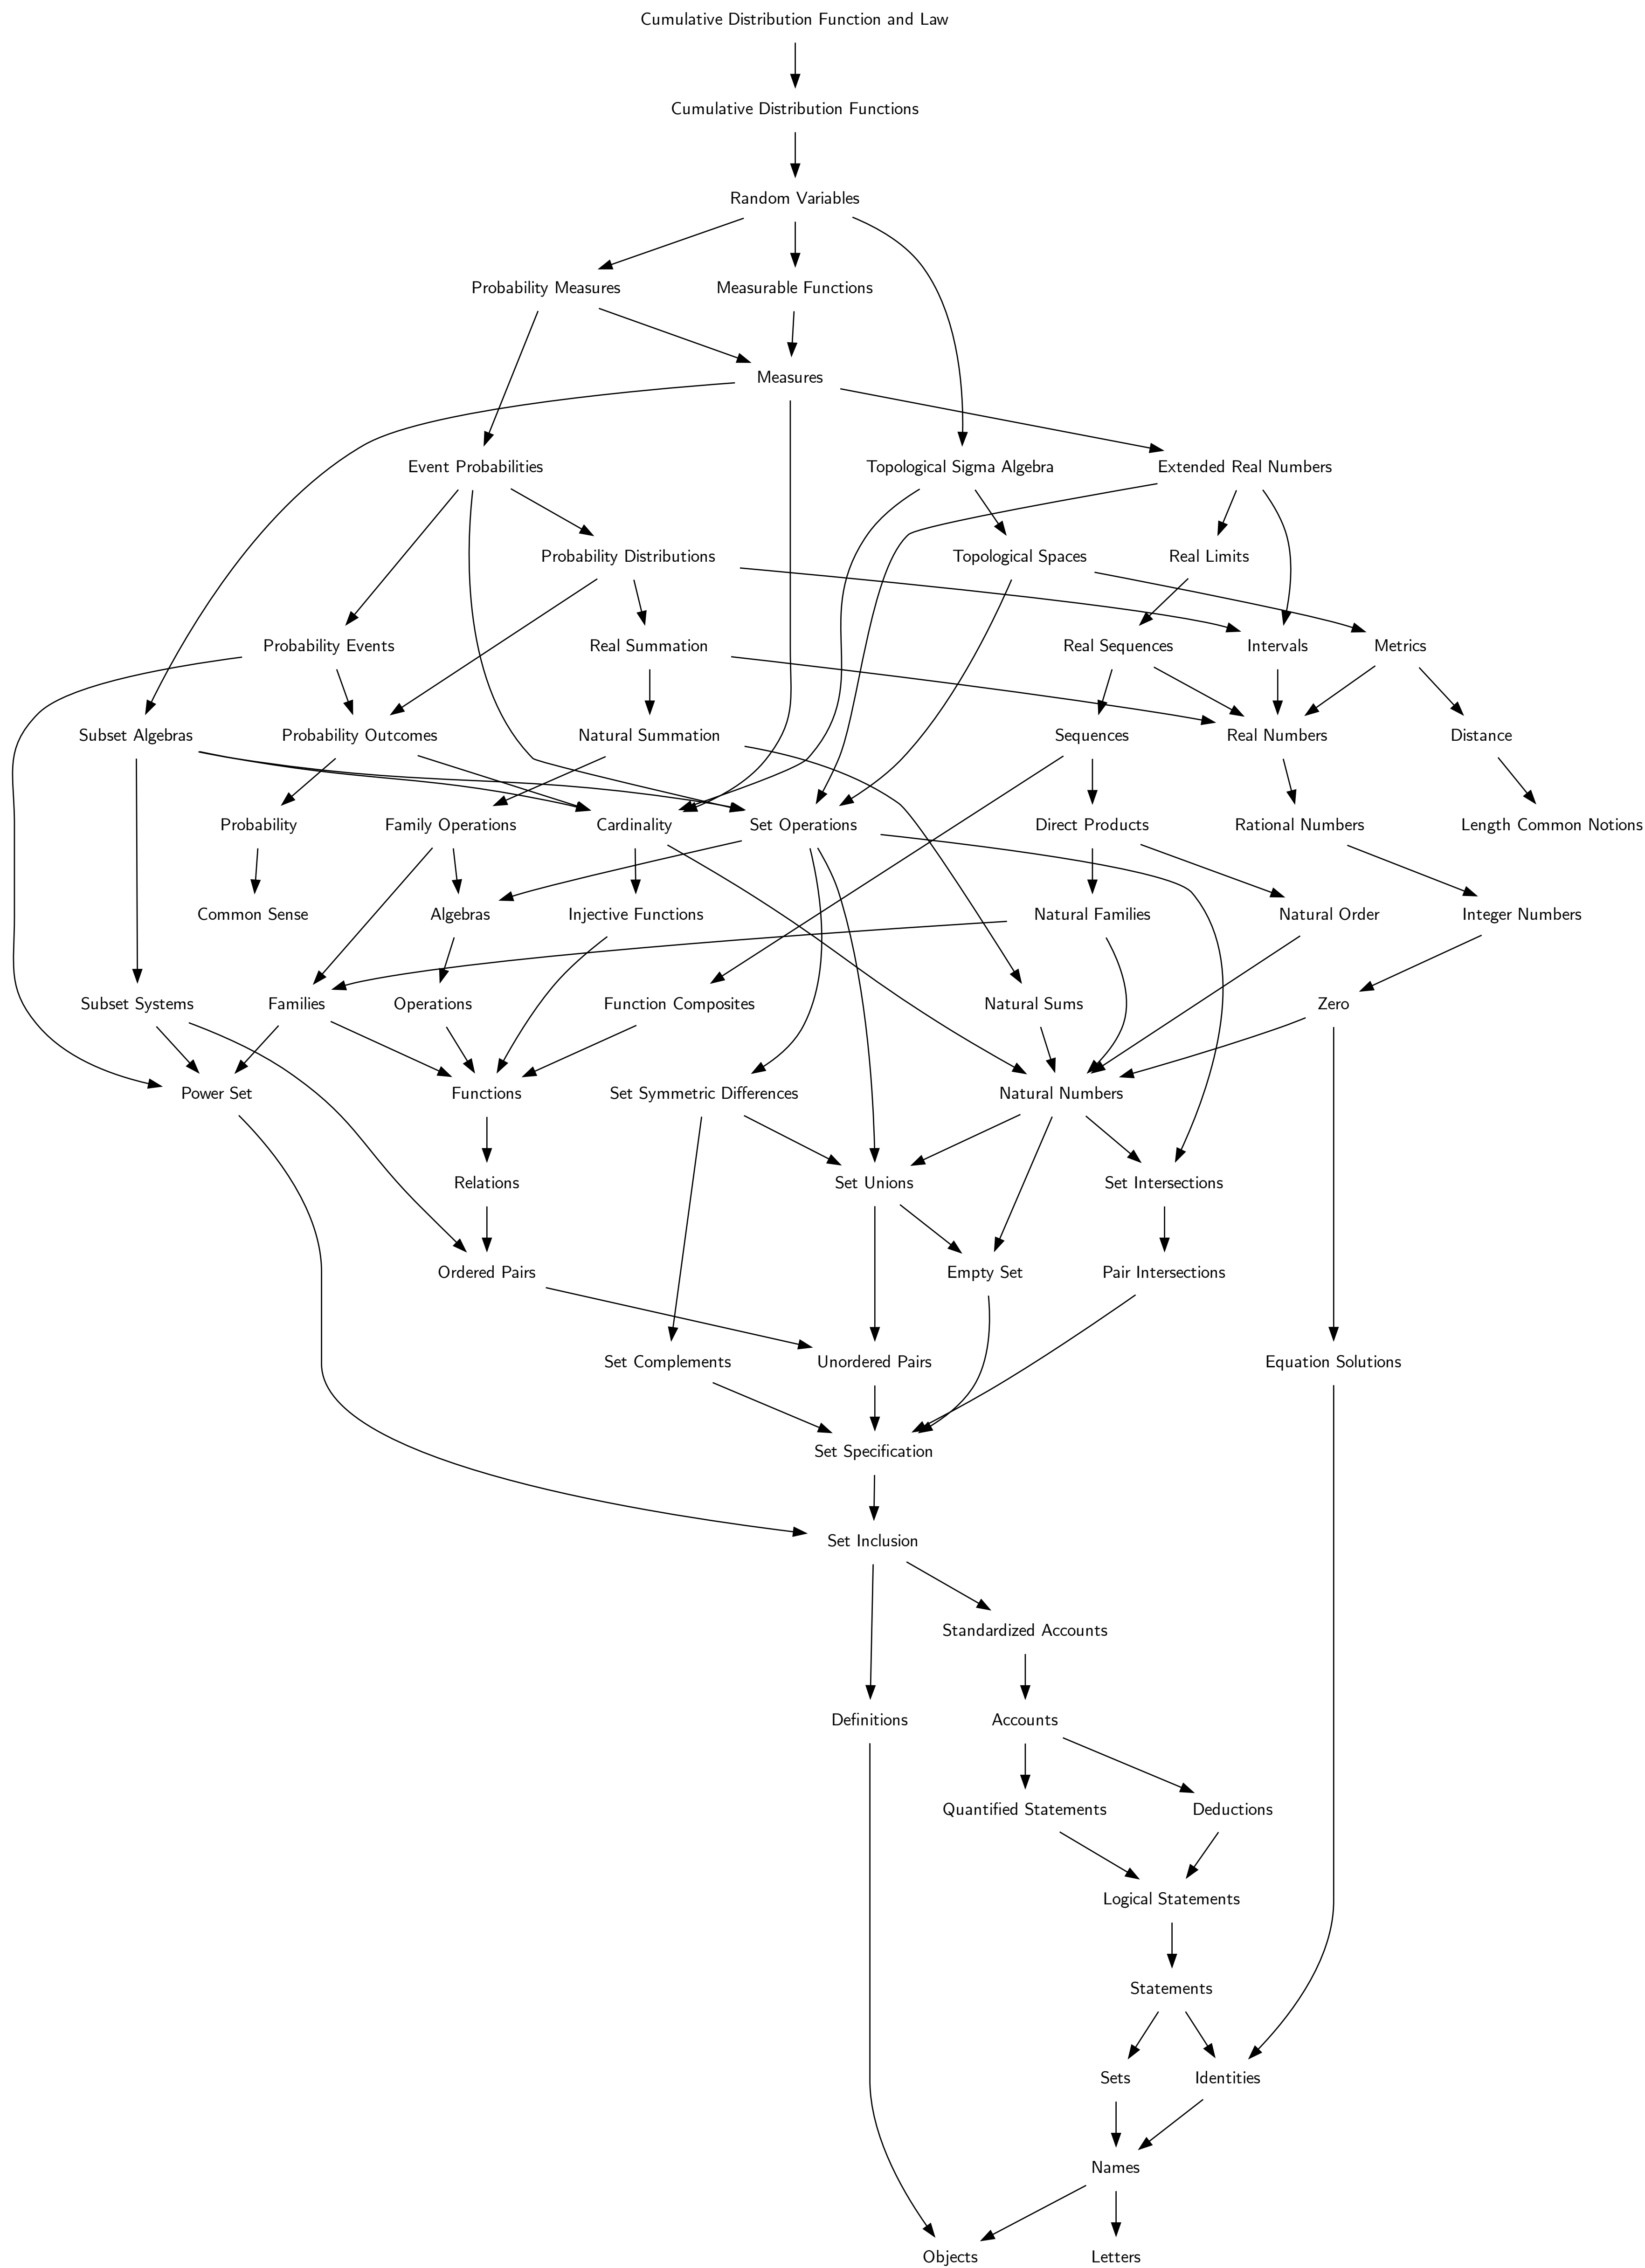 Cumulative Distribution Function and Law
Cumulative Distribution Functions
Random Variables
Probability Measures
Measurable Functions
Measures
Event Probabilities
Topological Sigma Algebra
Extended Real Numbers
Probability Distributions
Topological Spaces
Real Limits
Probability Events
Real Summation
Real Sequences
Intervals
Metrics
Subset Algebras
Probability Outcomes
Natural Summation
Sequences
Real Numbers
Distance
Probability
Family Operations
Cardinality
Set Operations
Direct Products
Rational Numbers
Length Common Notions
Common Sense
Algebras
Injective Functions
Natural Families
Natural Order
Integer Numbers
Subset Systems
Families
Operations
Function Composites
Natural Sums
Zero
Power Set
Functions
Set Symmetric Differences
Natural Numbers
Relations
Set Unions
Set Intersections
Ordered Pairs
Empty Set
Pair Intersections
Set Complements
Unordered Pairs
Equation Solutions
Set Specification
Set Inclusion
Standardized Accounts
Definitions
Accounts
Quantified Statements
Deductions
Logical Statements
Statements
Sets
Identities
Names
Objects
Letters